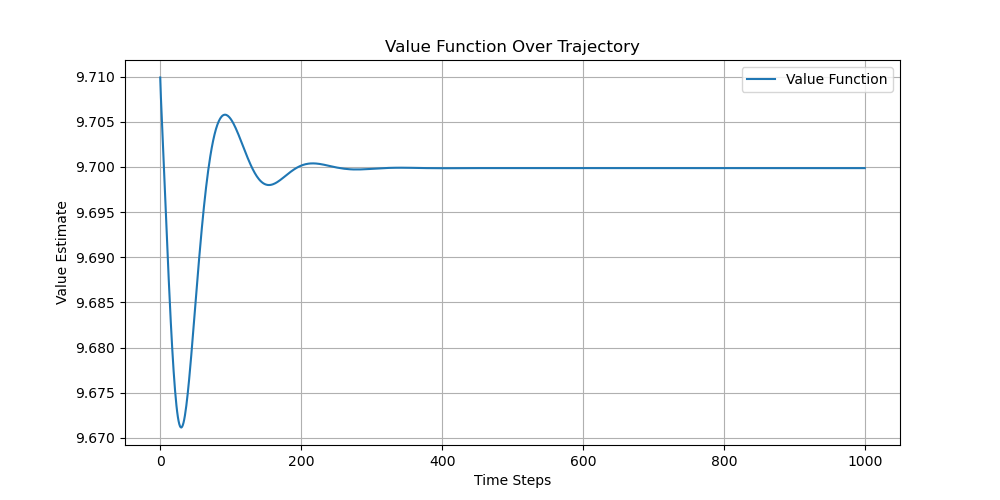 Value Function Over Trajectory
Value Function
Value Estimate
9.710
9.705
9.700
9.695
9.690
9.685
9.680
9.675
9.670
0 200 400 600 800 1000
Time Steps